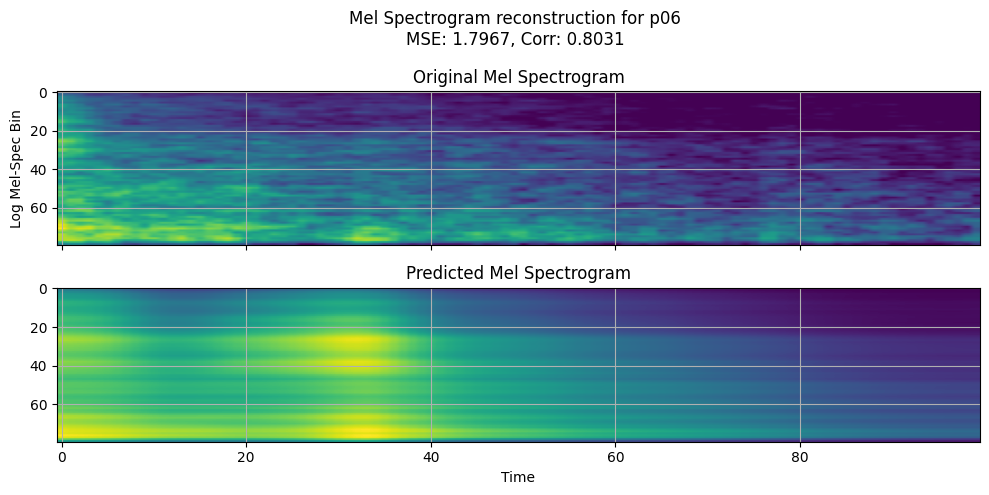 Mel Spectrogram reconstruction for p06
MSE: 1.7967, Corr: 0.8031
Original Mel Spectrogram
0
20
40
60
Log Mel-Spec Bin
Predicted Mel Spectrogram
0
20
40
60
0 20 40 60 80
Time